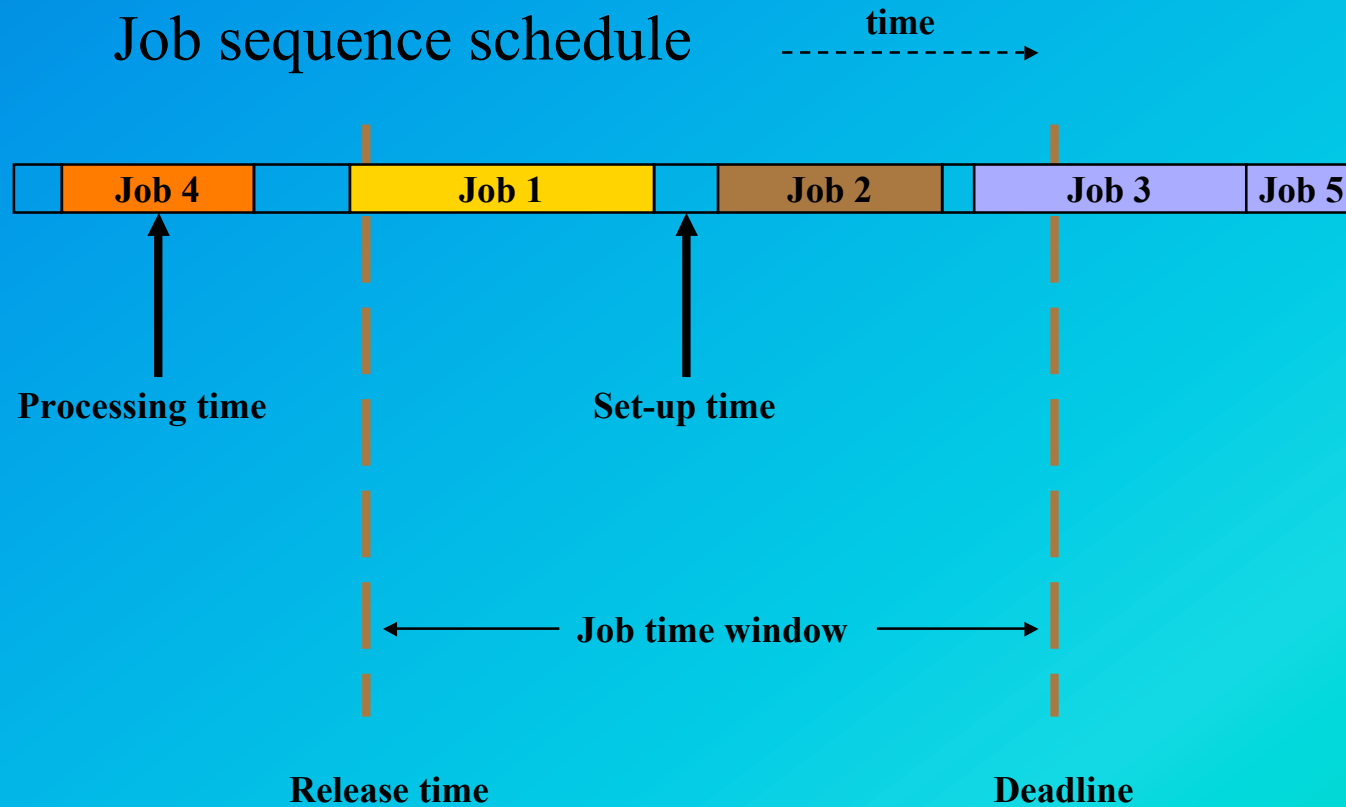 Job sequence schedule
time
Job 4
Job 1
Job 2
Job 3
Job 5
Processing time
Set-up time
Job time window
Release time
Deadline